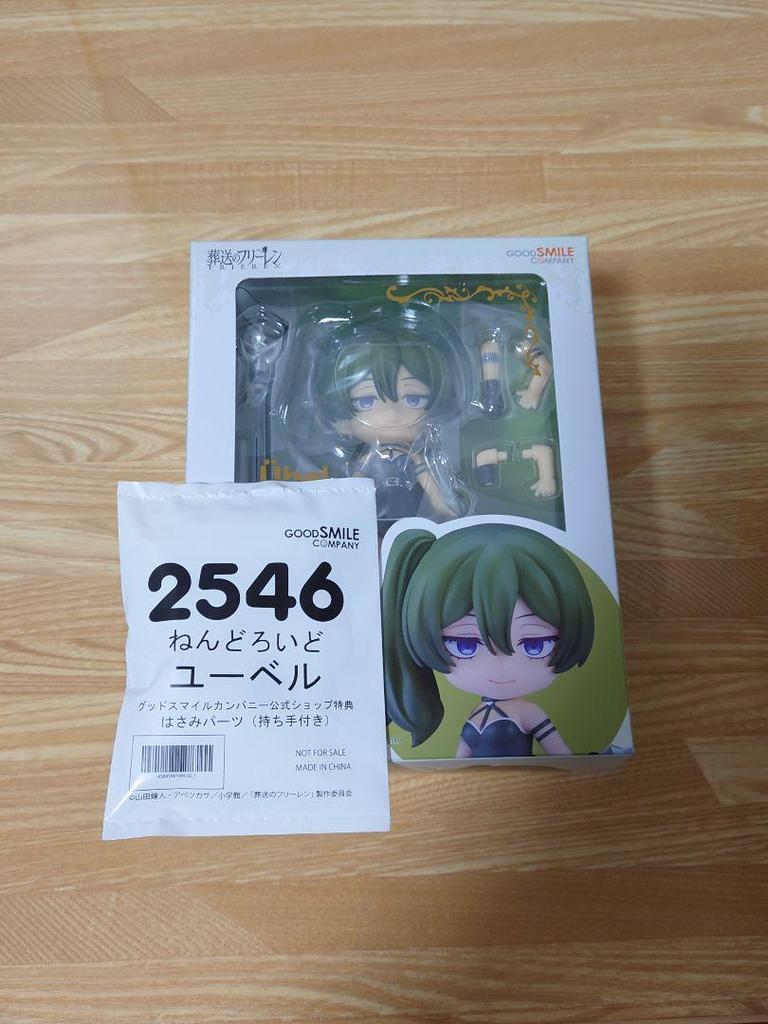 葬送のフリーレン
FRIEREN
GOOD SMILE
COMPANY
GOOD SMILE
COMPANY
2546
ねんどろいど
ユーベル
グッドスマイルカンパニー公式ショップ特典
はさみパーツ（持ち手付き）
NOT FOR SALE
MADE IN CHINA
©山田鐘人・アベツカサ／小学館／「葬送のフリーレン」製作委員会